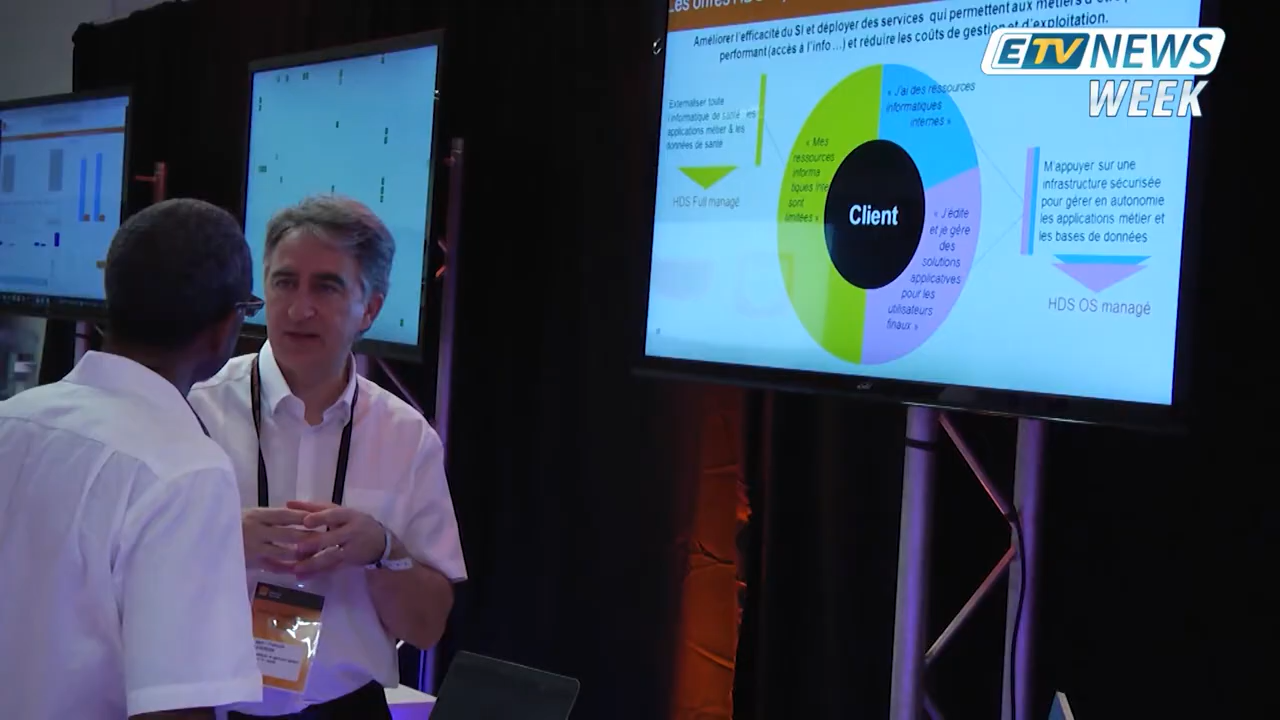 Les offres HDS
Améliorer l'efficacité du SI et déployer des services qui permettent aux métiers d'être
performant (accès à l'info ...) et réduire les coûts de gestion et d'exploitation.
ETV NEWS
WEEK
Externaliser toute
l'informatique de santé, les
applications métier & les
données de santé
HDS Full managé
« Mes
ressources
informa
tiques inte
sont
limitées »
« J'ai des ressources
informatiques
internes »
Client
« J'édite
et je gère
des
solutions
applicatives
pour les
utilisateurs
finaux »
M'appuyer sur une
infrastructure sécurisée
pour gérer en autonomie
les applications métier et
les bases de données
HDS OS managé